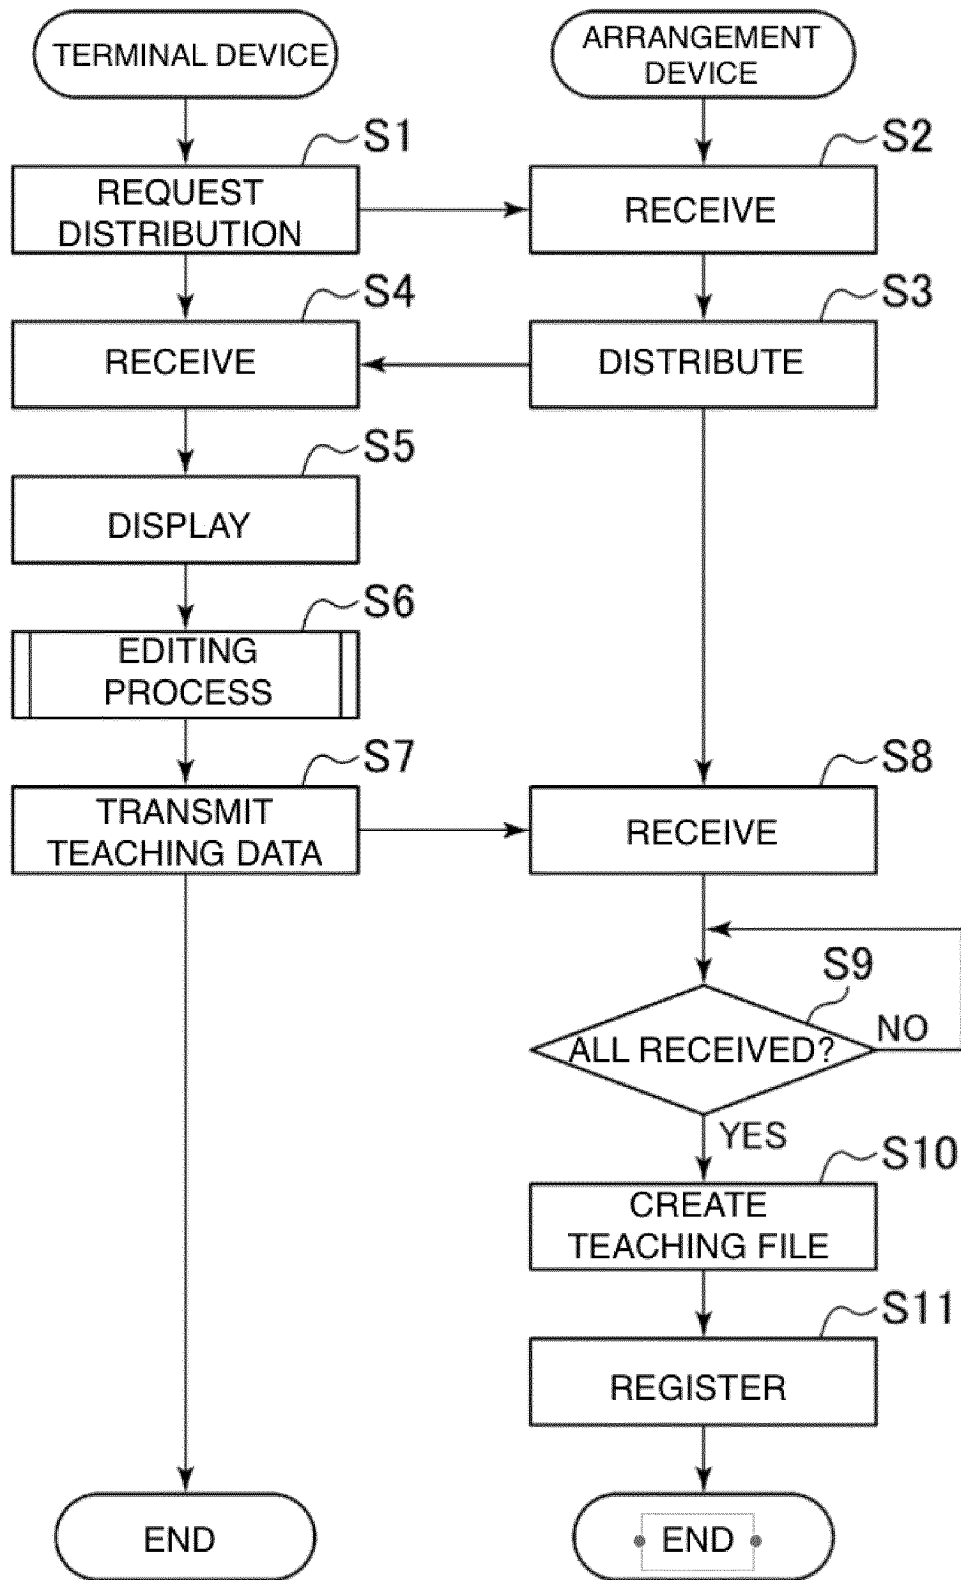 TERMINAL DEVICE
ARRANGEMENT
DEVICE
S1
S2
REQUEST
DISTRIBUTION
RECEIVE
S4
S3
RECEIVE
DISTRIBUTE
S5
DISPLAY
S6
EDITING
PROCESS
S7
S8
TRANSMIT
TEACHING DATA
RECEIVE
S9
ALL RECEIVED?
NO
YES
S10
CREATE
TEACHING FILE
S11
REGISTER
END
END